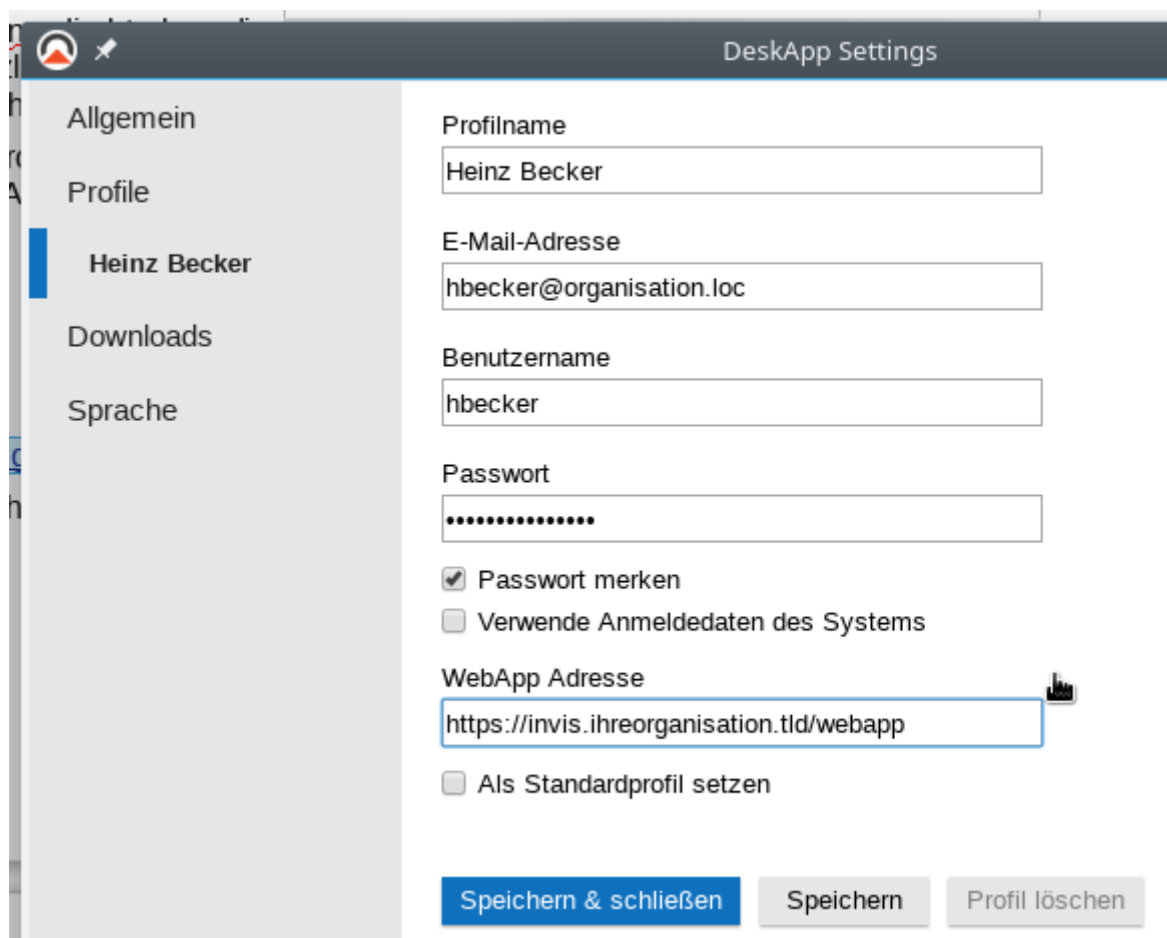 DeskApp Settings
Allgemein
Profile
Heinz Becker
Downloads
Sprache
Profilname
Heinz Becker
E-Mail-Adresse
hbecker@organisation.loc
Benutzername
hbecker
Passwort
•••••••••••••••
Passwort merken
Verwende Anmeldedaten des Systems
WebApp Adresse
https://invis.ihreorganisation.tld/webapp
Als Standardprofil setzen
Speichern & schließen
Speichern
Profil löschen